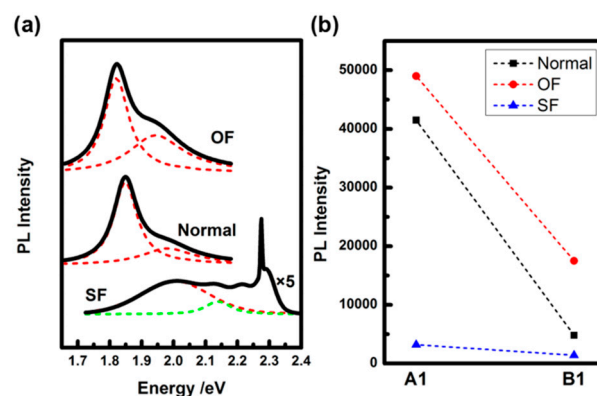 (a)
PL Intensity
OF
Normal
SF
×5
1.7 1.8 1.9 2.0 2.1 2.2 2.3 2.4
Energy /eV
(b)
PL Intensity
50000
40000
30000
20000
10000
0
A1 B1
Normal
OF
SF